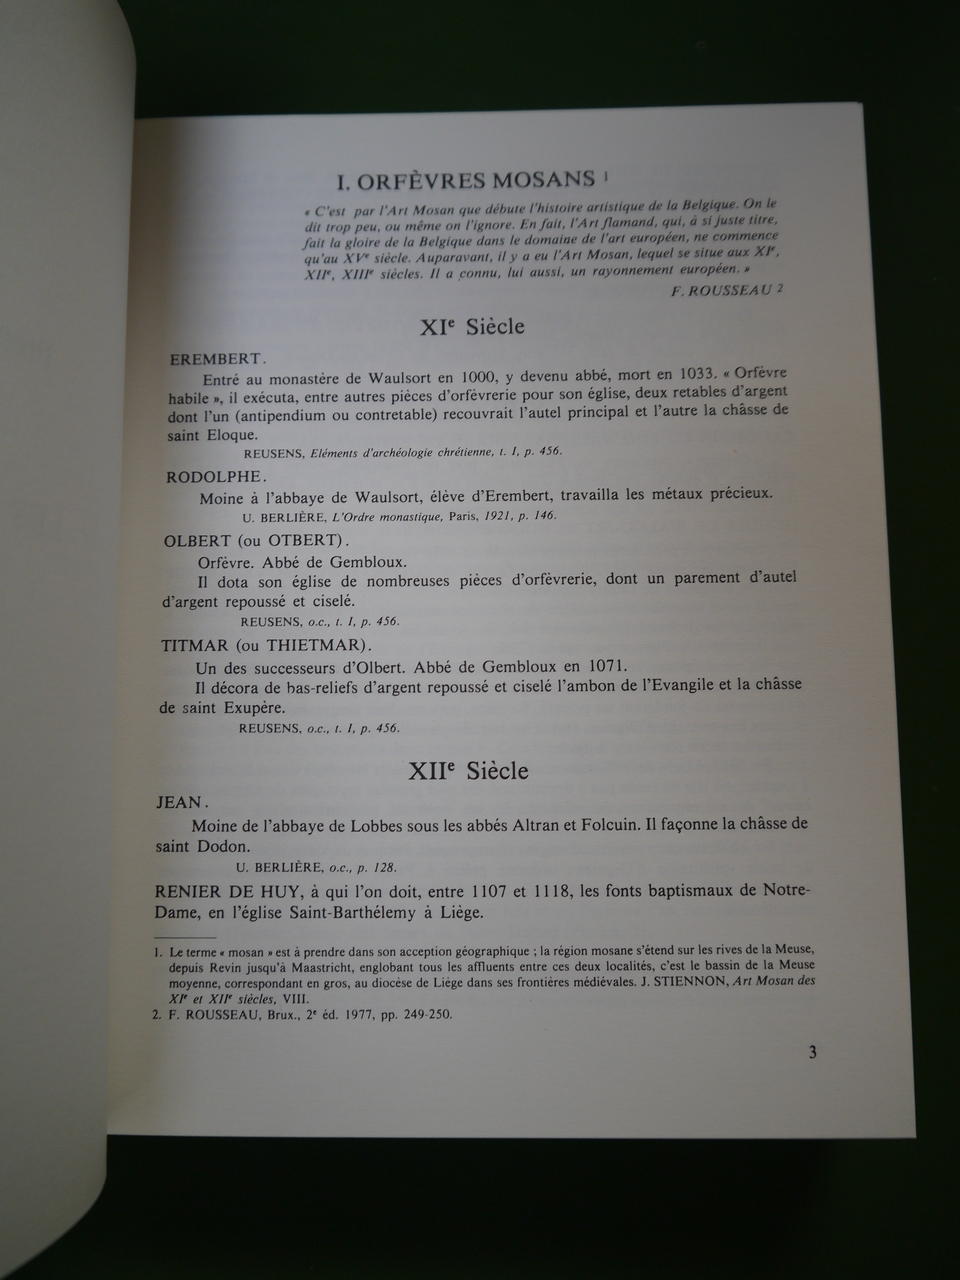 I. ORFÈVRES MOSANS 1
« C'est par l'Art Mosan que débute l'histoire artistique de la Belgique. On le
dit trop peu, ou même on l'ignore. En fait, l'Art flamand, qui, à si juste titre,
fait la gloire de la Belgique dans le domaine de l'art européen, ne commence
qu'au XVe siècle. Auparavant, il y a eu l'Art Mosan, lequel se situe aux XIe,
XIIe, XIIIe siècles. Il a connu, lui aussi, un rayonnement européen. »
F. ROUSSEAU 2
XIe Siècle
EREMBERT.
Entré au monastère de Waulsort en 1000, y devenu abbé, mort en 1033. « Orfèvre
habile », il exécuta, entre autres pièces d'orfèvrerie pour son église, deux retables d'argent
dont l'un (antipendium ou contretable) recouvrait l'autel principal et l'autre la châsse de
saint Eloque.
REUSENS, Eléments d'archéologie chrétienne, t. I, p. 456.
RODOLPHE.
Moine à l'abbaye de Waulsort, élève d'Erembert, travailla les métaux précieux.
U. BERLIÈRE, L'Ordre monastique, Paris, 1921, p. 146.
OLBERT (ou OTBERT).
Orfèvre. Abbé de Gembloux.
Il dota son église de nombreuses pièces d'orfèvrerie, dont un parement d'autel
d'argent repoussé et ciselé.
REUSENS, o.c., t. I, p. 456.
TITMAR (ou THIETMAR).
Un des successeurs d'Olbert. Abbé de Gembloux en 1071.
Il décora de bas-reliefs d'argent repoussé et ciselé l'ambon de l'Evangile et la châsse
de saint Exupère.
REUSENS, o.c., t. I, p. 456.
XIIe Siècle
JEAN.
Moine de l'abbaye de Lobbes sous les abbés Altran et Folcuin. Il façonne la châsse de
saint Dodon.
U. BERLIÈRE, o.c., p. 128.
RENIER DE HUY, à qui l'on doit, entre 1107 et 1118, les fonts baptismaux de Notre-
Dame, en l'église Saint-Barthélemy à Liège.
1. Le terme « mosan » est à prendre dans son acception géographique ; la région mosane s'étend sur les rives de la Meuse,
depuis Revin jusqu'à Maastricht, englobant tous les affluents entre ces deux localités, c'est le bassin de la Meuse
moyenne, correspondant en gros, au diocèse de Liège dans ses frontières médiévales. J. STIENNON, Art Mosan des
XIe et XIIe siècles, VIII.
2. F. ROUSSEAU, Brux., 2e éd. 1977, pp. 249-250.
3